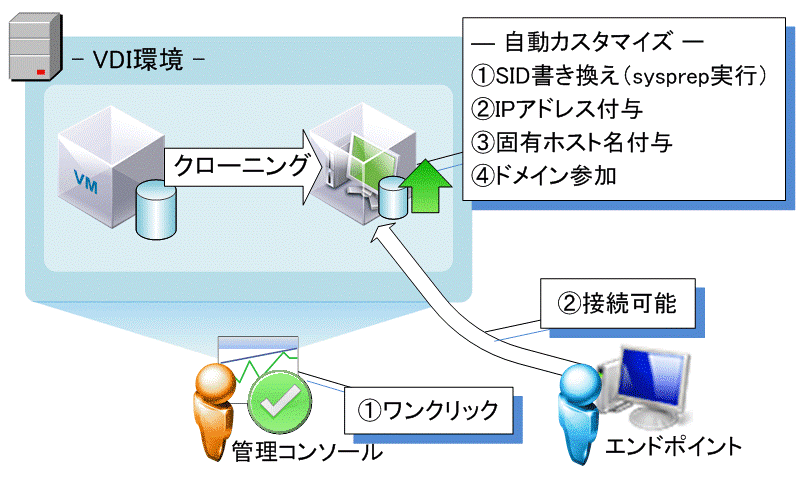 – VDI環境 –
― 自動カスタマイズ ―
①SID書き換え（sysprep実行）
②IPアドレス付与
③固有ホスト名付与
④ドメイン参加
VM
クローニング
②接続可能
①ワンクリック
管理コンソール
エンドポイント